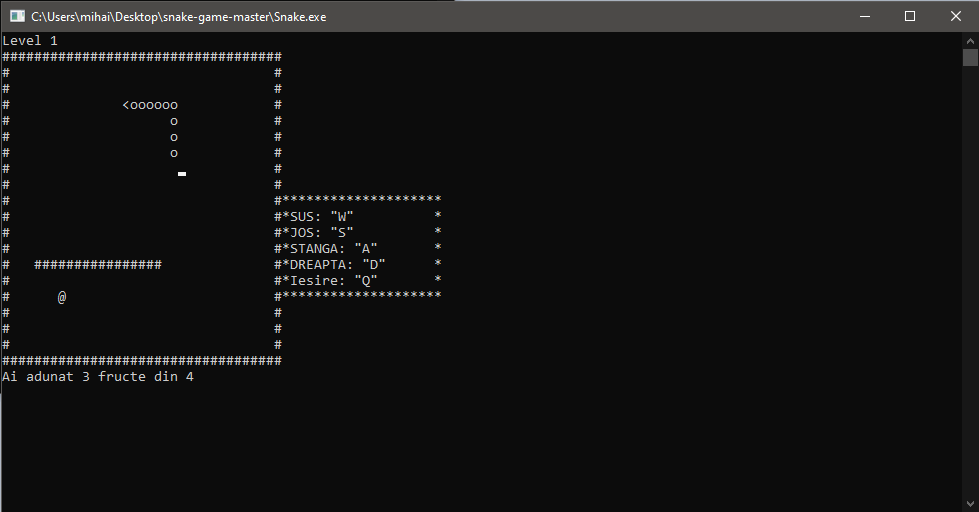 C:\Users\mihai\Desktop\snake-game-master\Snake.exe
Level 1
###################################
#                                 #
#                                 #
#              <oooooo            #
#                    o            #
#                    o            #
#                    o            #
#                                 #
#                                 #
#                                 #********************
#                                 #*SUS: "W"          *
#                                 #*JOS: "S"          *
#                                 #*STANGA: "A"       *
#   ################              #*DREAPTA: "D"      *
#                                 #*Iesire: "Q"       *
#      @                          #********************
#                                 #
#                                 #
#                                 #
###################################
Ai adunat 3 fructe din 4